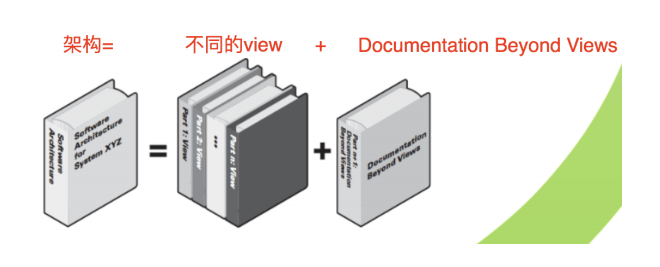 架构= 不同的view + Documentation Beyond Views
Software
Architecture
Software
Architecture
for
System XYZ
=
Part 1: View
Part 2: View
...
Part n: View
+
Part n+1:
Documentation
Beyond Views
Documentation
Beyond Views